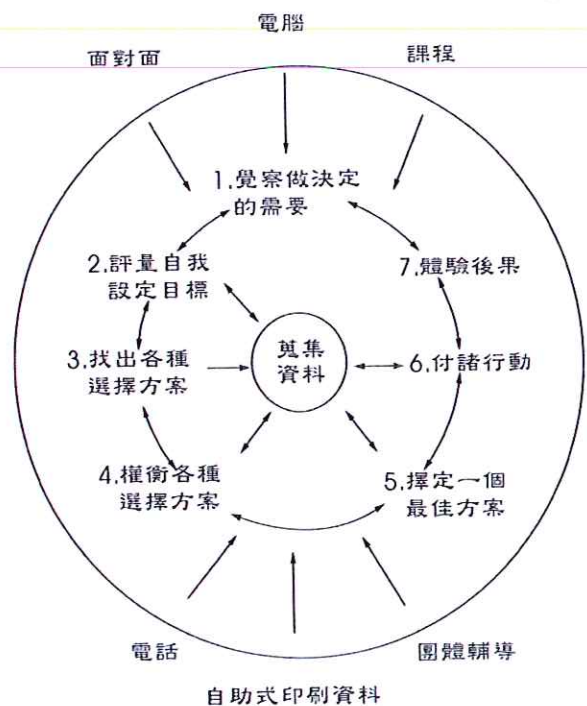 電腦
面對面
課程
1.覺察做決定
的需要
2.評量自我
設定目標
7.體驗後果
蒐集
資料
3.找出各種
選擇方案
6.付諸行動
4.權衡各種
選擇方案
5.擇定一個
最佳方案
電話
團體輔導
自助式印刷資料